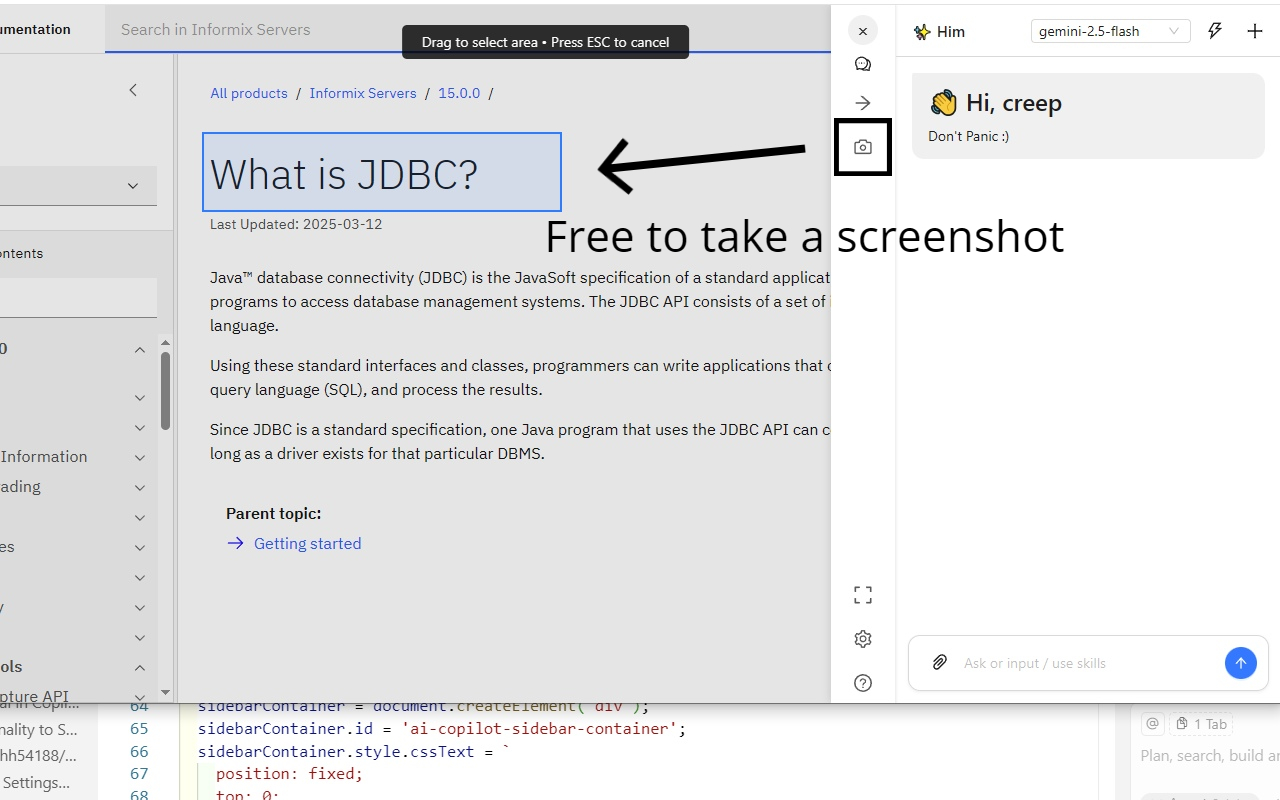 umentation
Search in Informix Servers
Drag to select area • Press ESC to cancel
Him
gemini-2.5-flash
All products / Informix Servers / 15.0.0 /
Hi, creep
Don't Panic :)
What is JDBC?
Last Updated: 2025-03-12
Free to take a screenshot
ontents
Java™ database connectivity (JDBC) is the JavaSoft specification of a standard applicat
programs to access database management systems. The JDBC API consists of a set of
language.
0
Using these standard interfaces and classes, programmers can write applications that
query language (SQL), and process the results.
Since JDBC is a standard specification, one Java program that uses the JDBC API can c
long as a driver exists for that particular DBMS.
Information
ading
Parent topic:
Getting started
es
y
ols
pture API
Ask or input / use skills
64 sidebarContainer = document.createElement('div');
65 sidebarContainer.id = 'ai-copilot-sidebar-container';
66 sidebarContainer.style.cssText = `
67 position: fixed;
68 top: 0;
nality to S...
hh54188/...
Settings...
@ 1 Tab
Plan, search, build an